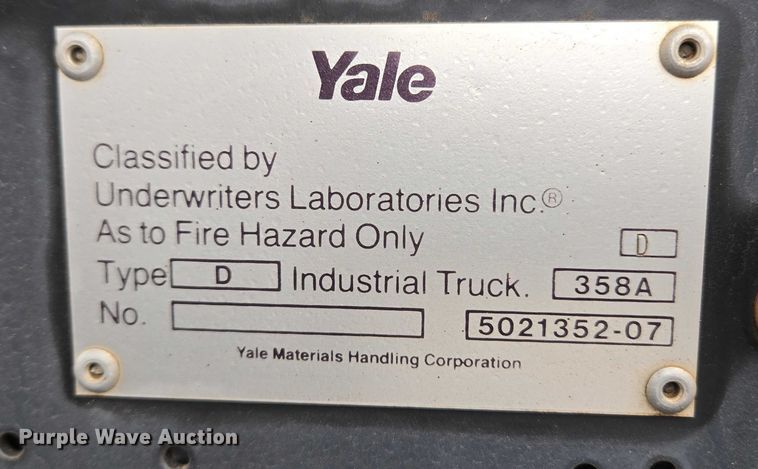 Yale
Classified by
Underwriters Laboratories Inc.®
As to Fire Hazard Only D
Type D Industrial Truck. 358A
No. 5021352-07
Yale Materials Handling Corporation
Purple Wave Auction